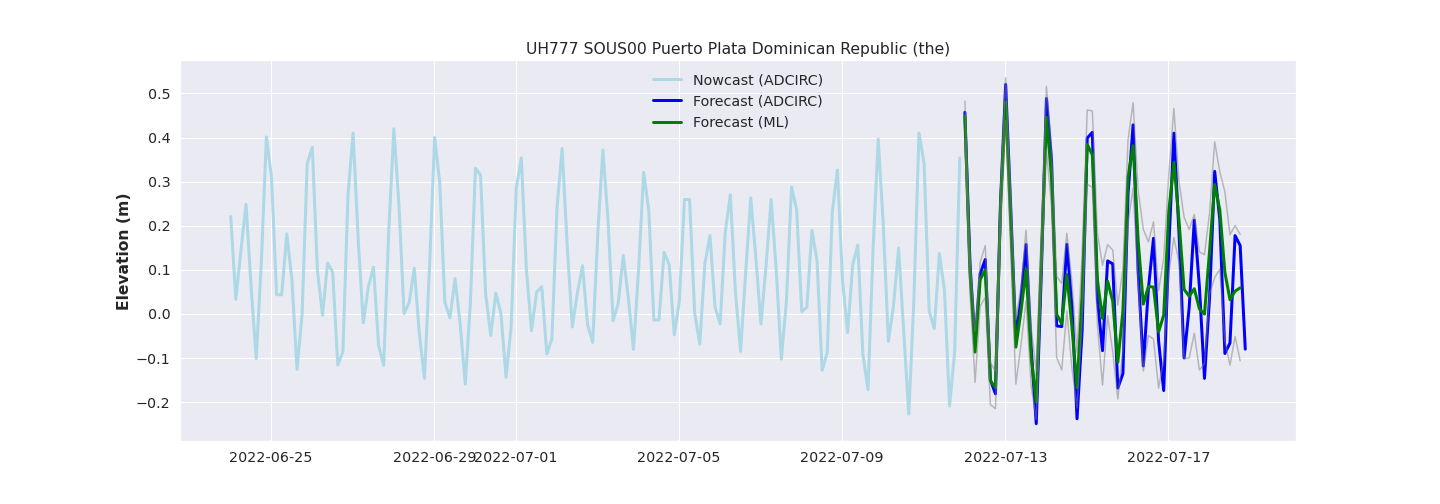 UH777 SOUS00 Puerto Plata Dominican Republic (the)
Nowcast (ADCIRC)
Forecast (ADCIRC)
Forecast (ML)
Elevation (m)
0.5
0.4
0.3
0.2
0.1
0.0
−0.1
−0.2
2022-06-25 2022-06-29 2022-07-01 2022-07-05 2022-07-09 2022-07-13 2022-07-17